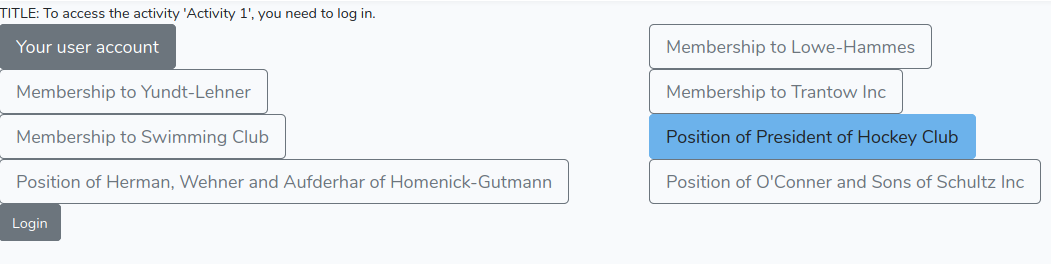 TITLE: To access the activity 'Activity 1', you need to log in.
Your user account
Membership to Lowe-Hammes
Membership to Yundt-Lehner
Membership to Trantow Inc
Membership to Swimming Club
Position of President of Hockey Club
Position of Herman, Wehner and Aufderhar of Homenick-Gutmann
Position of O'Conner and Sons of Schultz Inc
Login